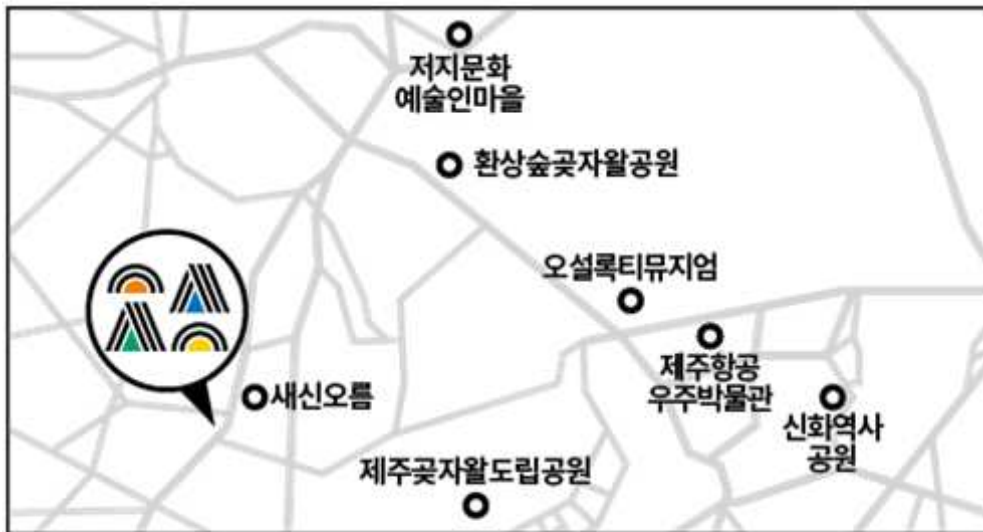 저지문화
예술인마을
환상숲곶자왈공원
오설록티뮤지엄
제주항공
우주박물관
새신오름
신화역사
공원
제주곶자왈도립공원